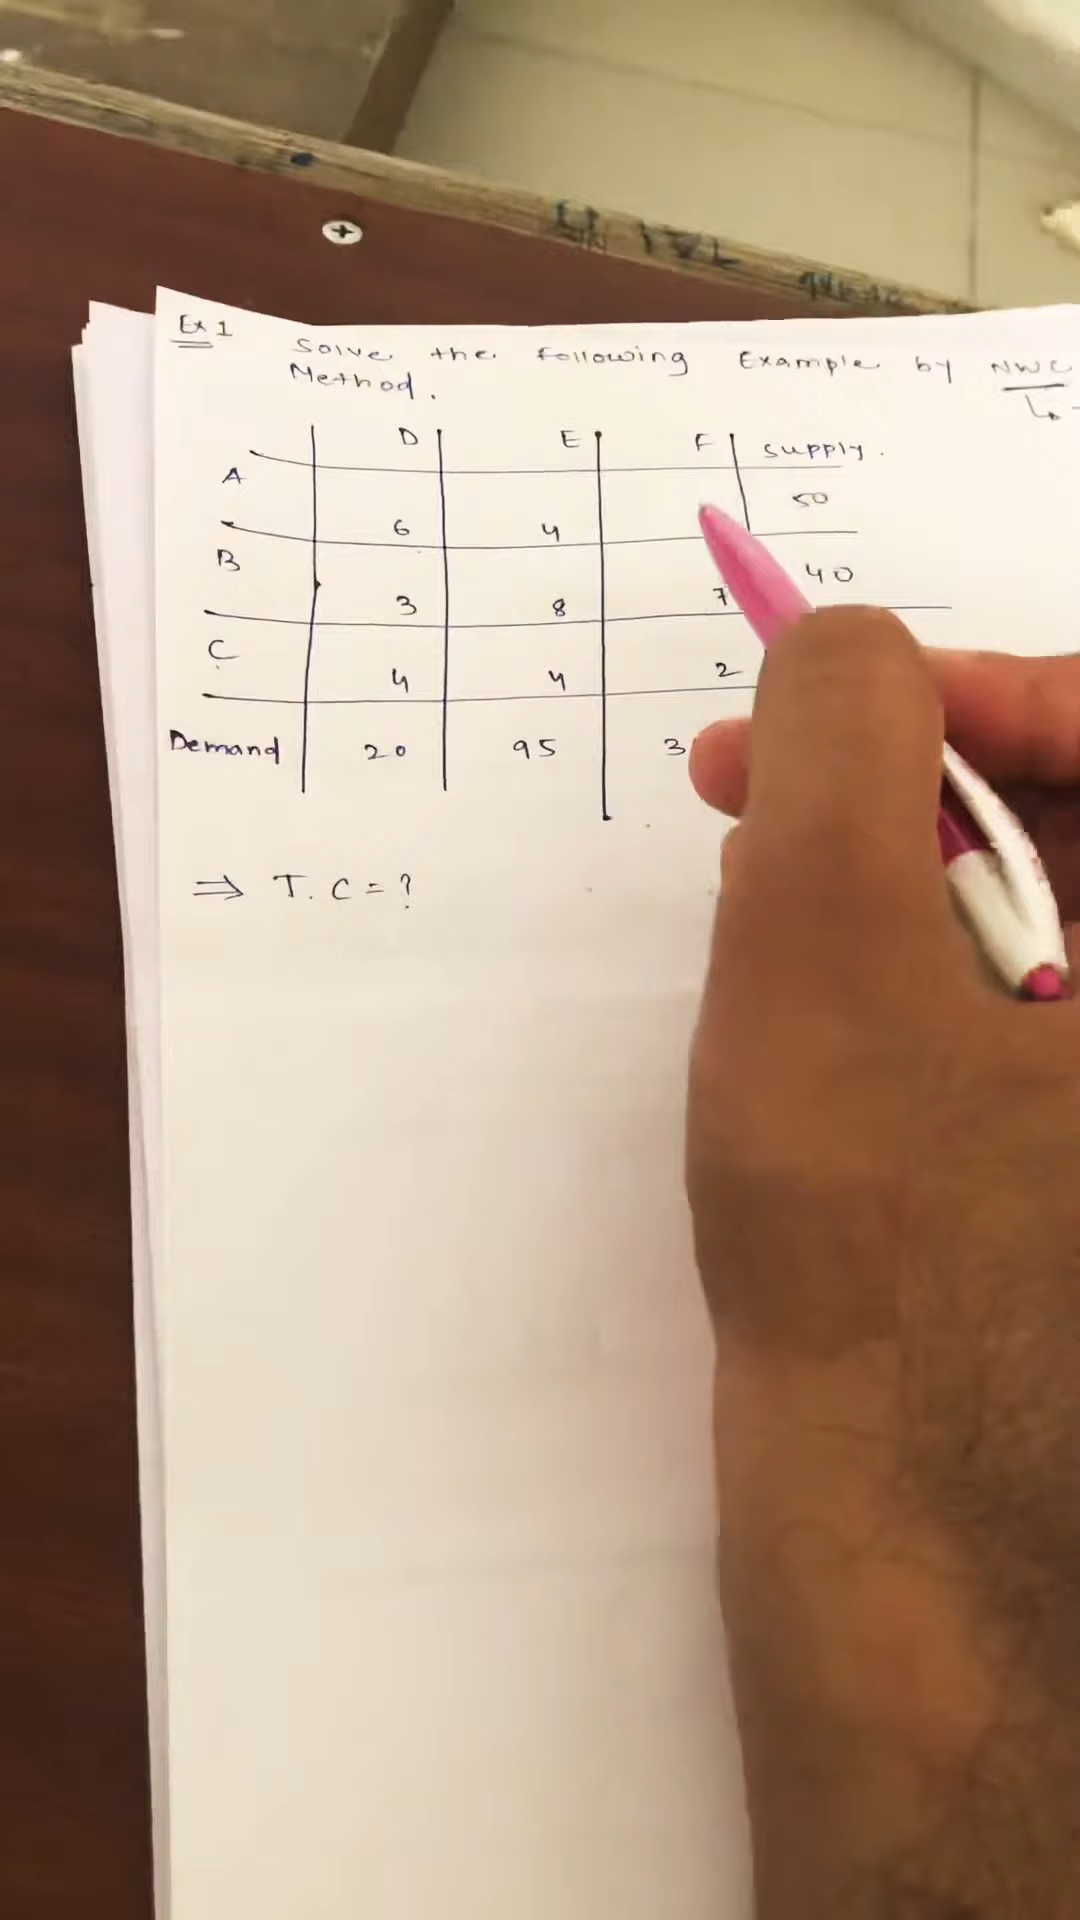 Ex 1
Solve the following Example by NWC
Method.
D E F supply.
A 50
6 4
B 40
3 8 7
C
4 4 2
Demand 20 95 3
⇒ T. C = ?